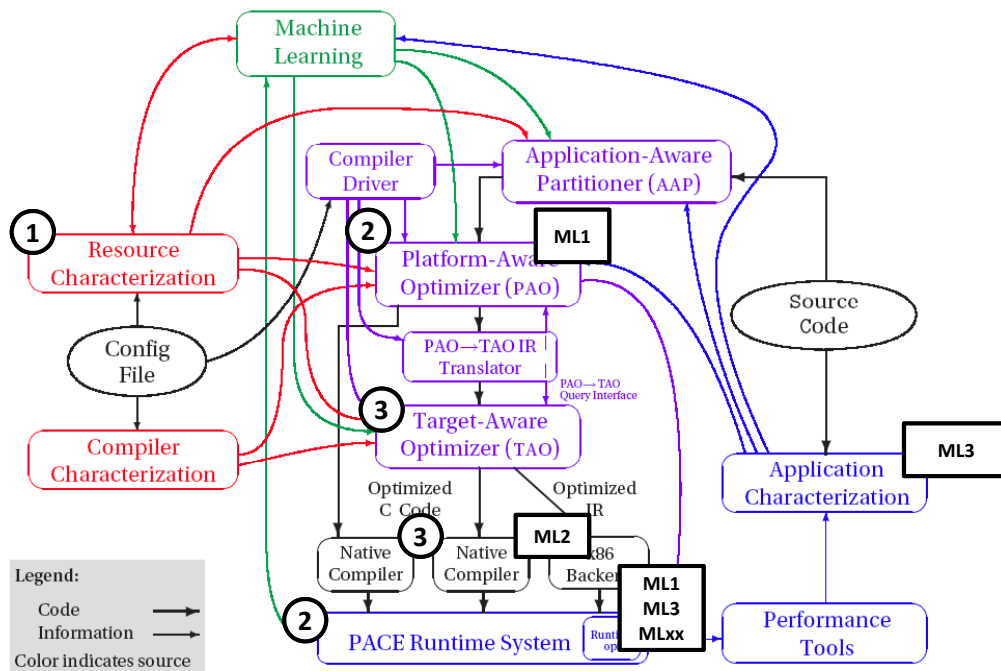 Machine
Learning
Compiler
Driver
Application-Aware
Partitioner (AAP)
1
Resource
Characterization
2
ML1
Platform-Aware
Optimizer (PAO)
Source
Code
Config
File
PAO→TAO IR
Translator
PAO→TAO
Query Interface
3
Target-Aware
Optimizer (TAO)
Compiler
Characterization
ML3
Application
Characterization
Optimized
C Code
Optimized
IR
3
ML2
Native
Compiler
Native
Compiler
x86
Backen
ML1
ML3
MLxx
2
PACE Runtime System
Runti
op
Performance
Tools
Legend:
Code
Information
Color indicates source